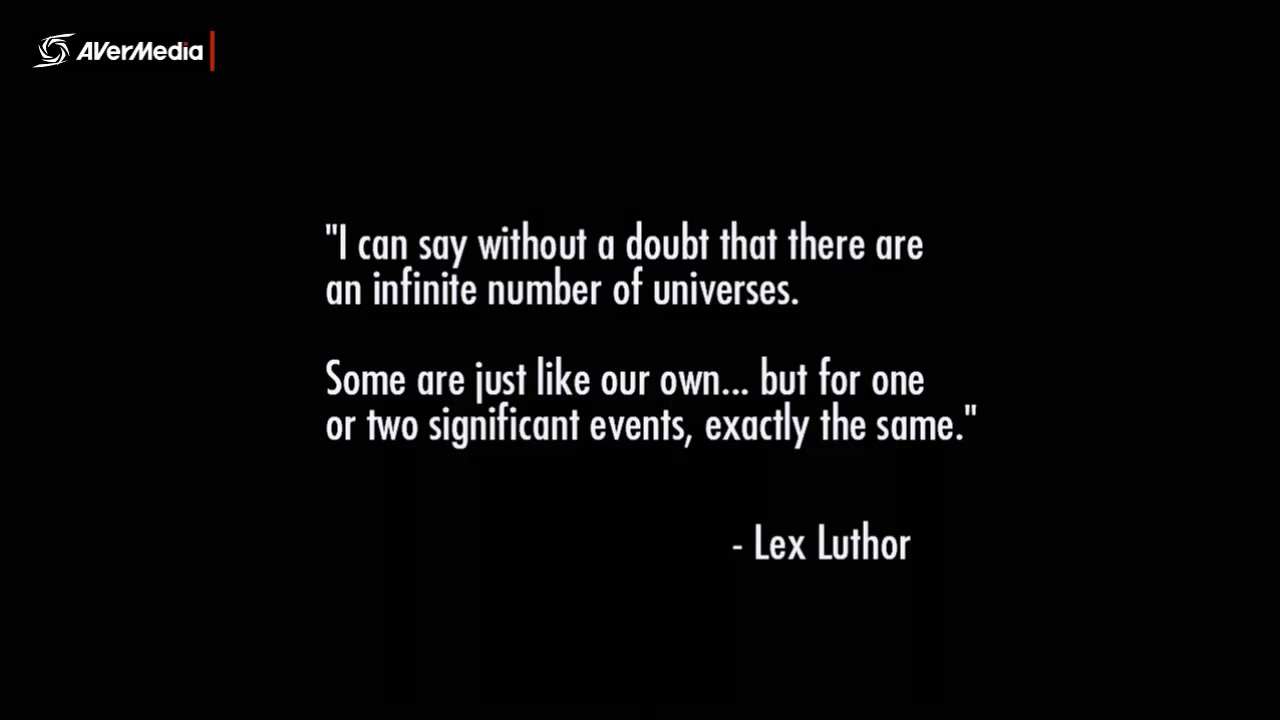 AVerMedia
"I can say without a doubt that there are
an infinite number of universes.
Some are just like our own... but for one
or two significant events, exactly the same."
- Lex Luthor